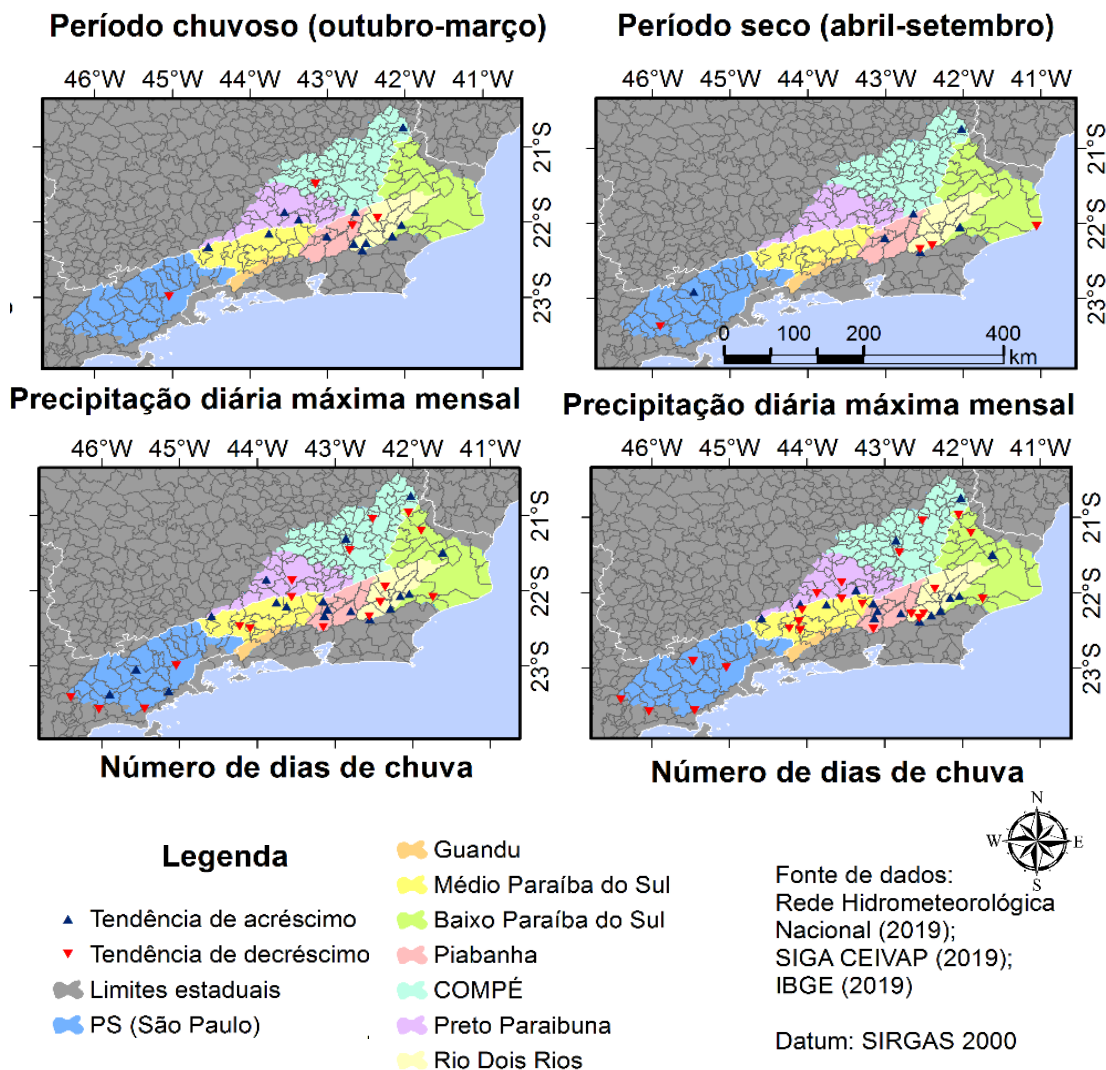 Período chuvoso (outubro-março)
Período seco (abril-setembro)
46°W 45°W 44°W 43°W 42°W 41°W
46°W 45°W 44°W 43°W 42°W 41°W
21°S
22°S
23°S
21°S
22°S
23°S
0 100 200 400
km
Precipitação diária máxima mensal
Precipitação diária máxima mensal
46°W 45°W 44°W 43°W 42°W 41°W
46°W 45°W 44°W 43°W 42°W 41°W
21°S
22°S
23°S
21°S
22°S
23°S
Número de dias de chuva
Número de dias de chuva
Legenda
Tendência de acréscimo
Tendência de decréscimo
Limites estaduais
PS (São Paulo)
Guandu
Médio Paraíba do Sul
Baixo Paraíba do Sul
Piabanha
COMPÉ
Preto Paraibuna
Rio Dois Rios
N
W E
S
Fonte de dados:
Rede Hidrometeorológica
Nacional (2019);
SIGA CEIVAP (2019);
IBGE (2019)
Datum: SIRGAS 2000